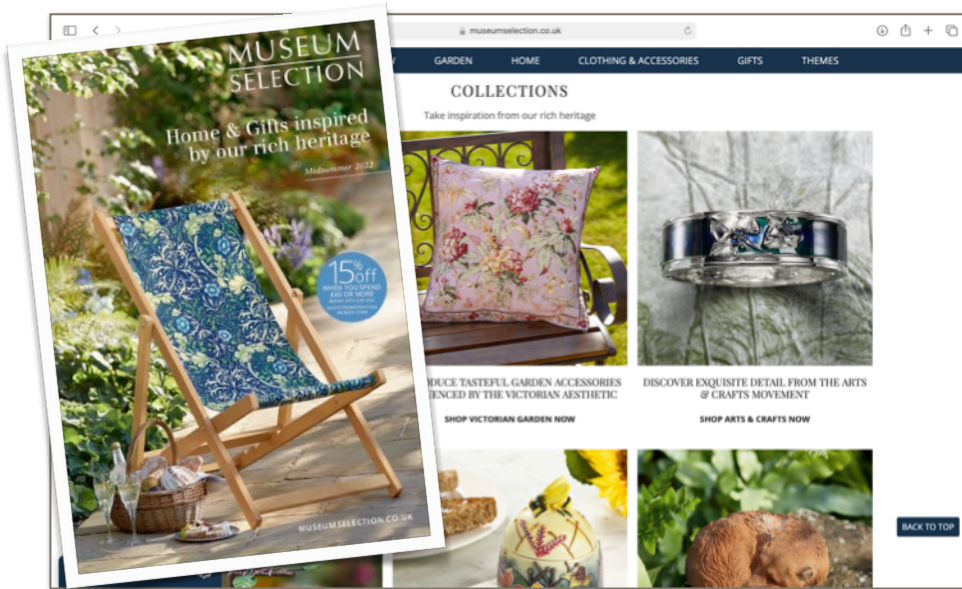 MUSEUM
SELECTION
Home & Gifts inspired
by our rich heritage
Midsummer 2022
15%
off
WHEN YOU SPEND
£60 OR MORE
MUSEUMSELECTION.CO.UK
museumselection.co.uk
GARDEN
HOME
CLOTHING & ACCESSORIES
GIFTS
THEMES
COLLECTIONS
Take inspiration from our rich heritage
TASTEFUL GARDEN ACCESSORIES
BY THE VICTORIAN AESTHETIC
SHOP VICTORIAN GARDEN NOW
DISCOVER EXQUISITE DETAIL FROM THE ARTS
& CRAFTS MOVEMENT
SHOP ARTS & CRAFTS NOW
BACK TO TOP